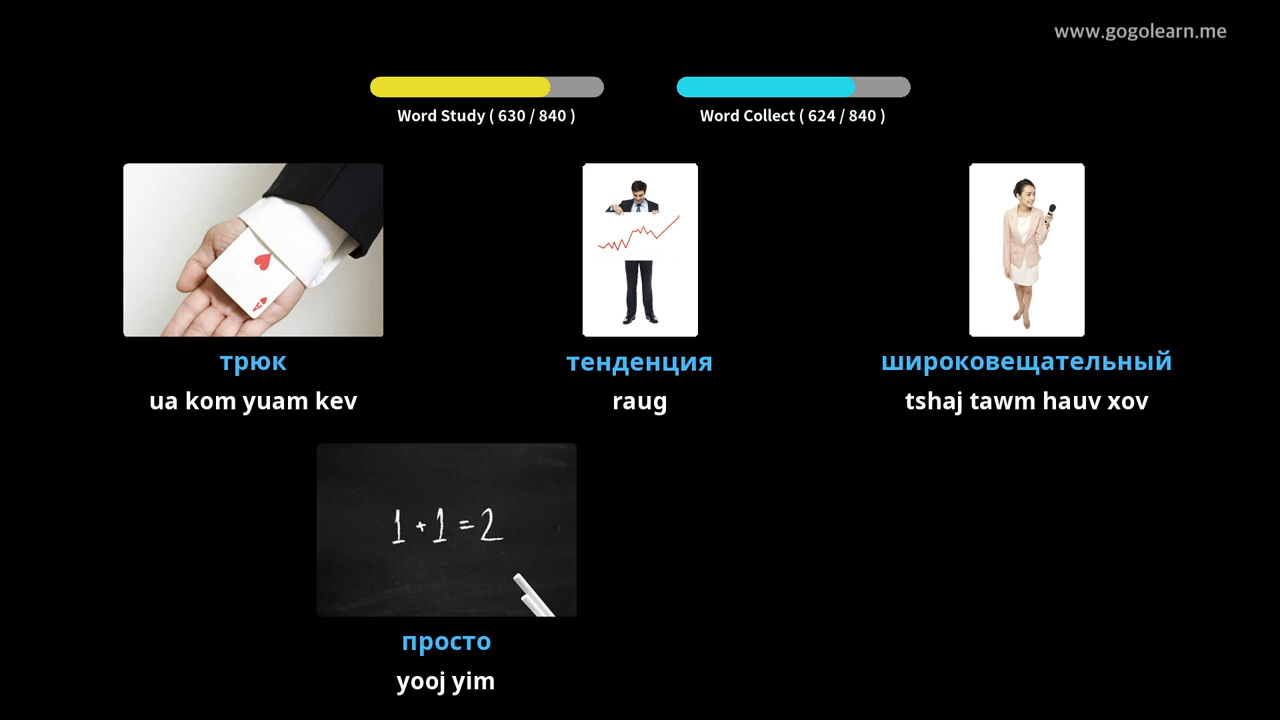 www.gogolearn.me
Word Study ( 630 / 840 )
Word Collect ( 624 / 840 )
трюк
ua kom yuam kev
тенденция
raug
широковещательный
tshaj tawm hauv xov
1 + 1 = 2
просто
yooj yim